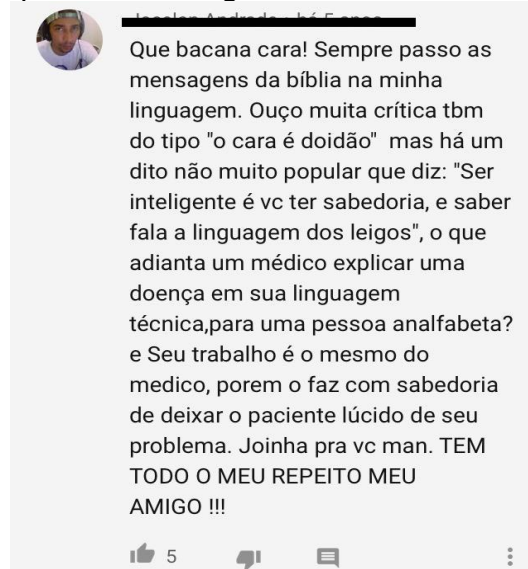 Que bacana cara! Sempre passo as
mensagens da bíblia na minha
linguagem. Ouço muita crítica tbm
do tipo "o cara é doidão"  mas há um
dito não muito popular que diz: "Ser
inteligente é vc ter sabedoria, e saber
fala a linguagem dos leigos", o que
adianta um médico explicar uma
doença em sua linguagem
técnica,para uma pessoa analfabeta?
e Seu trabalho é o mesmo do
medico, porem o faz com sabedoria
de deixar o paciente lúcido de seu
problema. Joinha pra vc man. TEM
TODO O MEU REPEITO MEU
AMIGO !!!
5